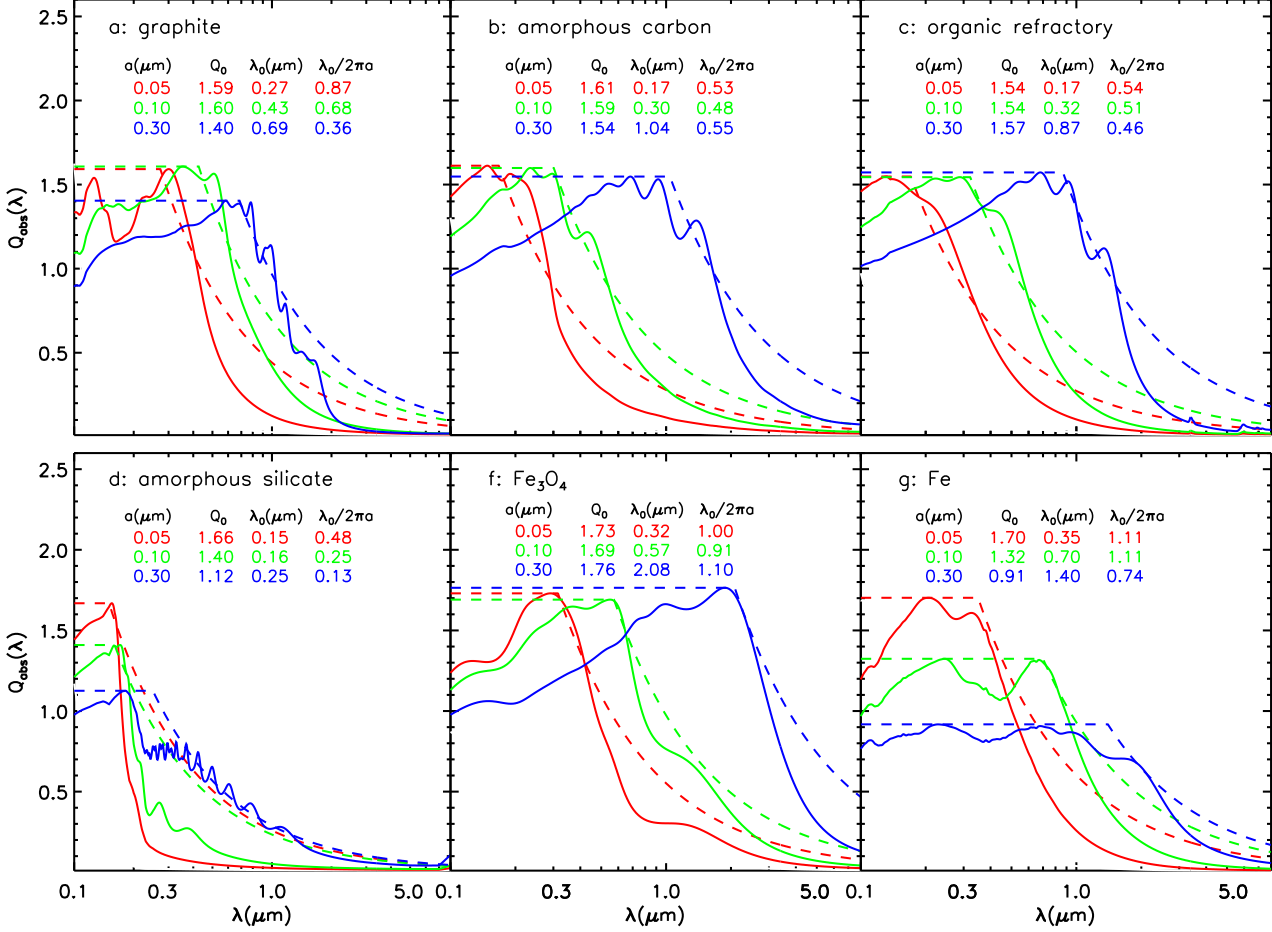 a: graphite
a(μm) Q₀ λ₀(μm) λ₀/2πa
0.05 1.59 0.27 0.87
0.10 1.60 0.43 0.68
0.30 1.40 0.69 0.36
b: amorphous carbon
a(μm) Q₀ λ₀(μm) λ₀/2πa
0.05 1.61 0.17 0.53
0.10 1.59 0.30 0.48
0.30 1.54 1.04 0.55
c: organic refractory
a(μm) Q₀ λ₀(μm) λ₀/2πa
0.05 1.54 0.17 0.54
0.10 1.54 0.32 0.51
0.30 1.57 0.87 0.46
2.5
2.0
1.5
1.0
0.5
Qobs(λ)
d: amorphous silicate
a(μm) Q₀ λ₀(μm) λ₀/2πa
0.05 1.66 0.15 0.48
0.10 1.40 0.16 0.25
0.30 1.12 0.25 0.13
f: Fe₃O₄
a(μm) Q₀ λ₀(μm) λ₀/2πa
0.05 1.73 0.32 1.00
0.10 1.69 0.57 0.91
0.30 1.76 2.08 1.10
g: Fe
a(μm) Q₀ λ₀(μm) λ₀/2πa
0.05 1.70 0.35 1.11
0.10 1.32 0.70 1.11
0.30 0.91 1.40 0.74
2.5
2.0
1.5
1.0
0.5
Qobs(λ)
0.1 0.3 1.0 5.0 0.1 0.3 1.0 5.0 0.1 0.3 1.0 5.0
λ(μm) λ(μm) λ(μm)